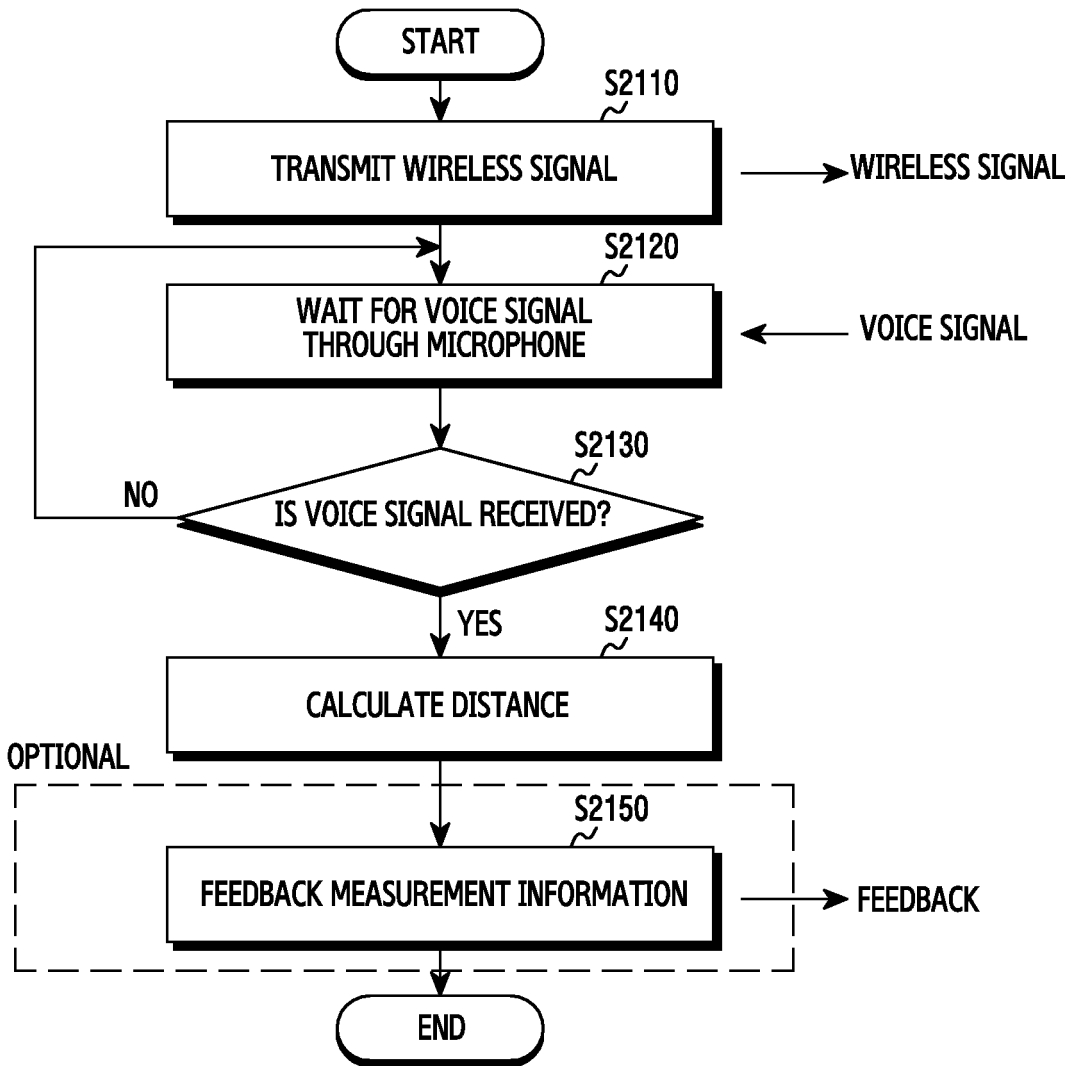 START
S2110
TRANSMIT WIRELESS SIGNAL
WIRELESS SIGNAL
S2120
WAIT FOR VOICE SIGNAL
THROUGH MICROPHONE
VOICE SIGNAL
S2130
NO
IS VOICE SIGNAL RECEIVED?
YES
S2140
CALCULATE DISTANCE
OPTIONAL
S2150
FEEDBACK MEASUREMENT INFORMATION
FEEDBACK
END